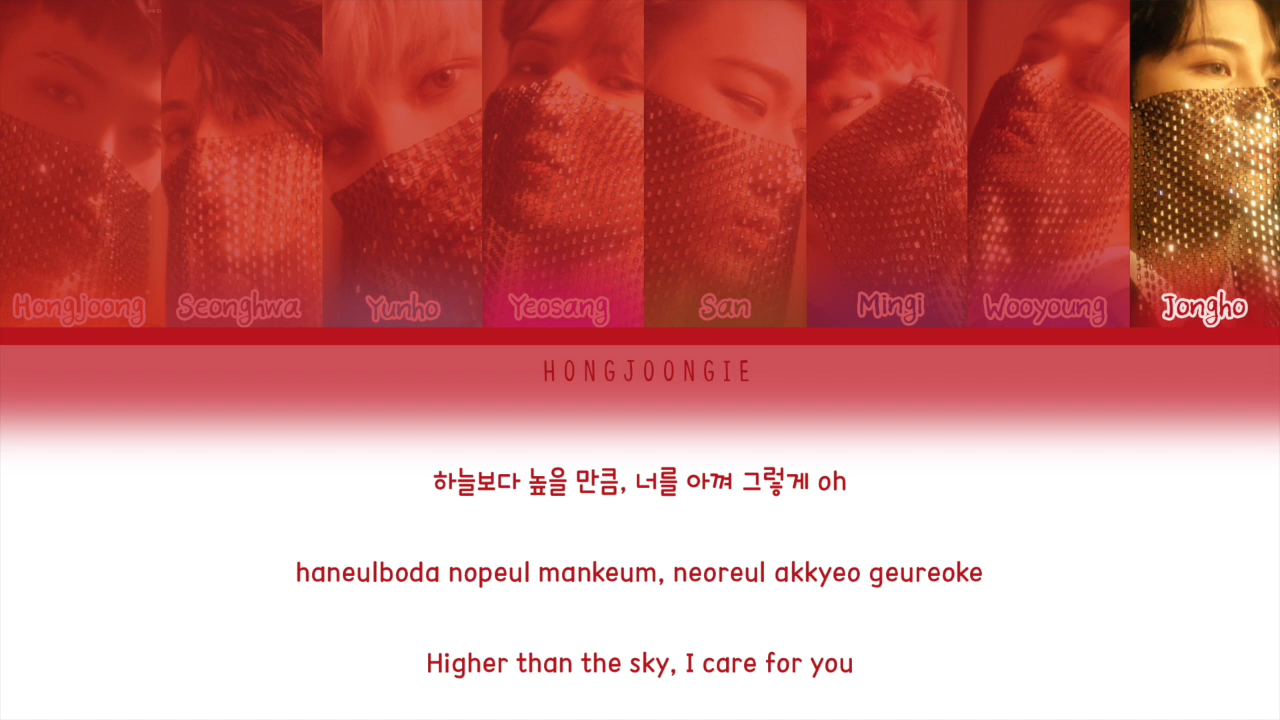 Hongjoong Seonghwa Yunho Yeosang San Mingi Wooyoung Jongho
HONGJOONGIE
하늘보다 높을 만큼, 너를 아껴 그렇게 oh
haneulboda nopeul mankeum, neoreul akkyeo geureoke
Higher than the sky, I care for you